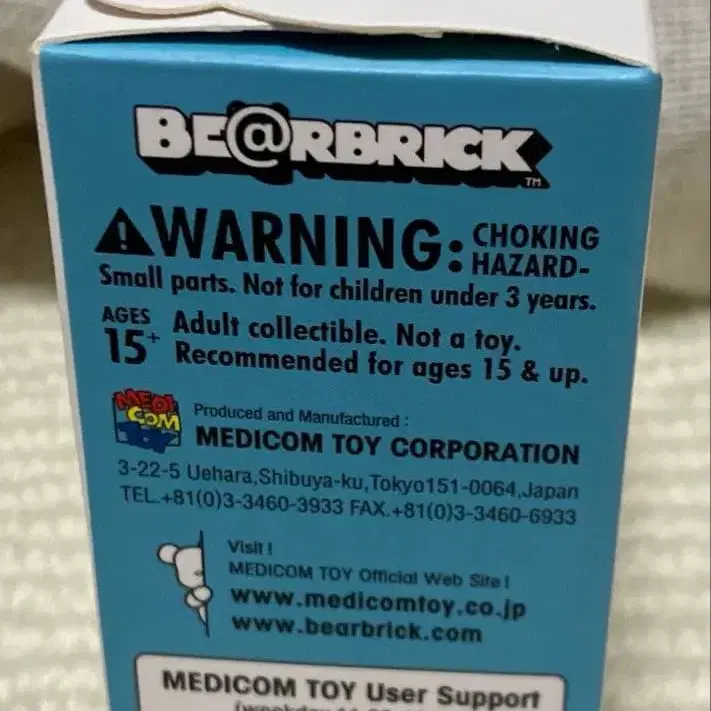 BE@RBRICK
TM
WARNING: CHOKING HAZARD-
Small parts. Not for children under 3 years.
AGES 15+ Adult collectible. Not a toy.
Recommended for ages 15 & up.
MEDICOM TOY
Produced and Manufactured :
MEDICOM TOY CORPORATION
3-22-5 Uehara,Shibuya-ku,Tokyo151-0064,Japan
TEL.+81(0)3-3460-3933 FAX.+81(0)3-3460-6933
Visit !
MEDICOM TOY Official Web Site !
www.medicomtoy.co.jp
www.bearbrick.com
MEDICOM TOY User Support